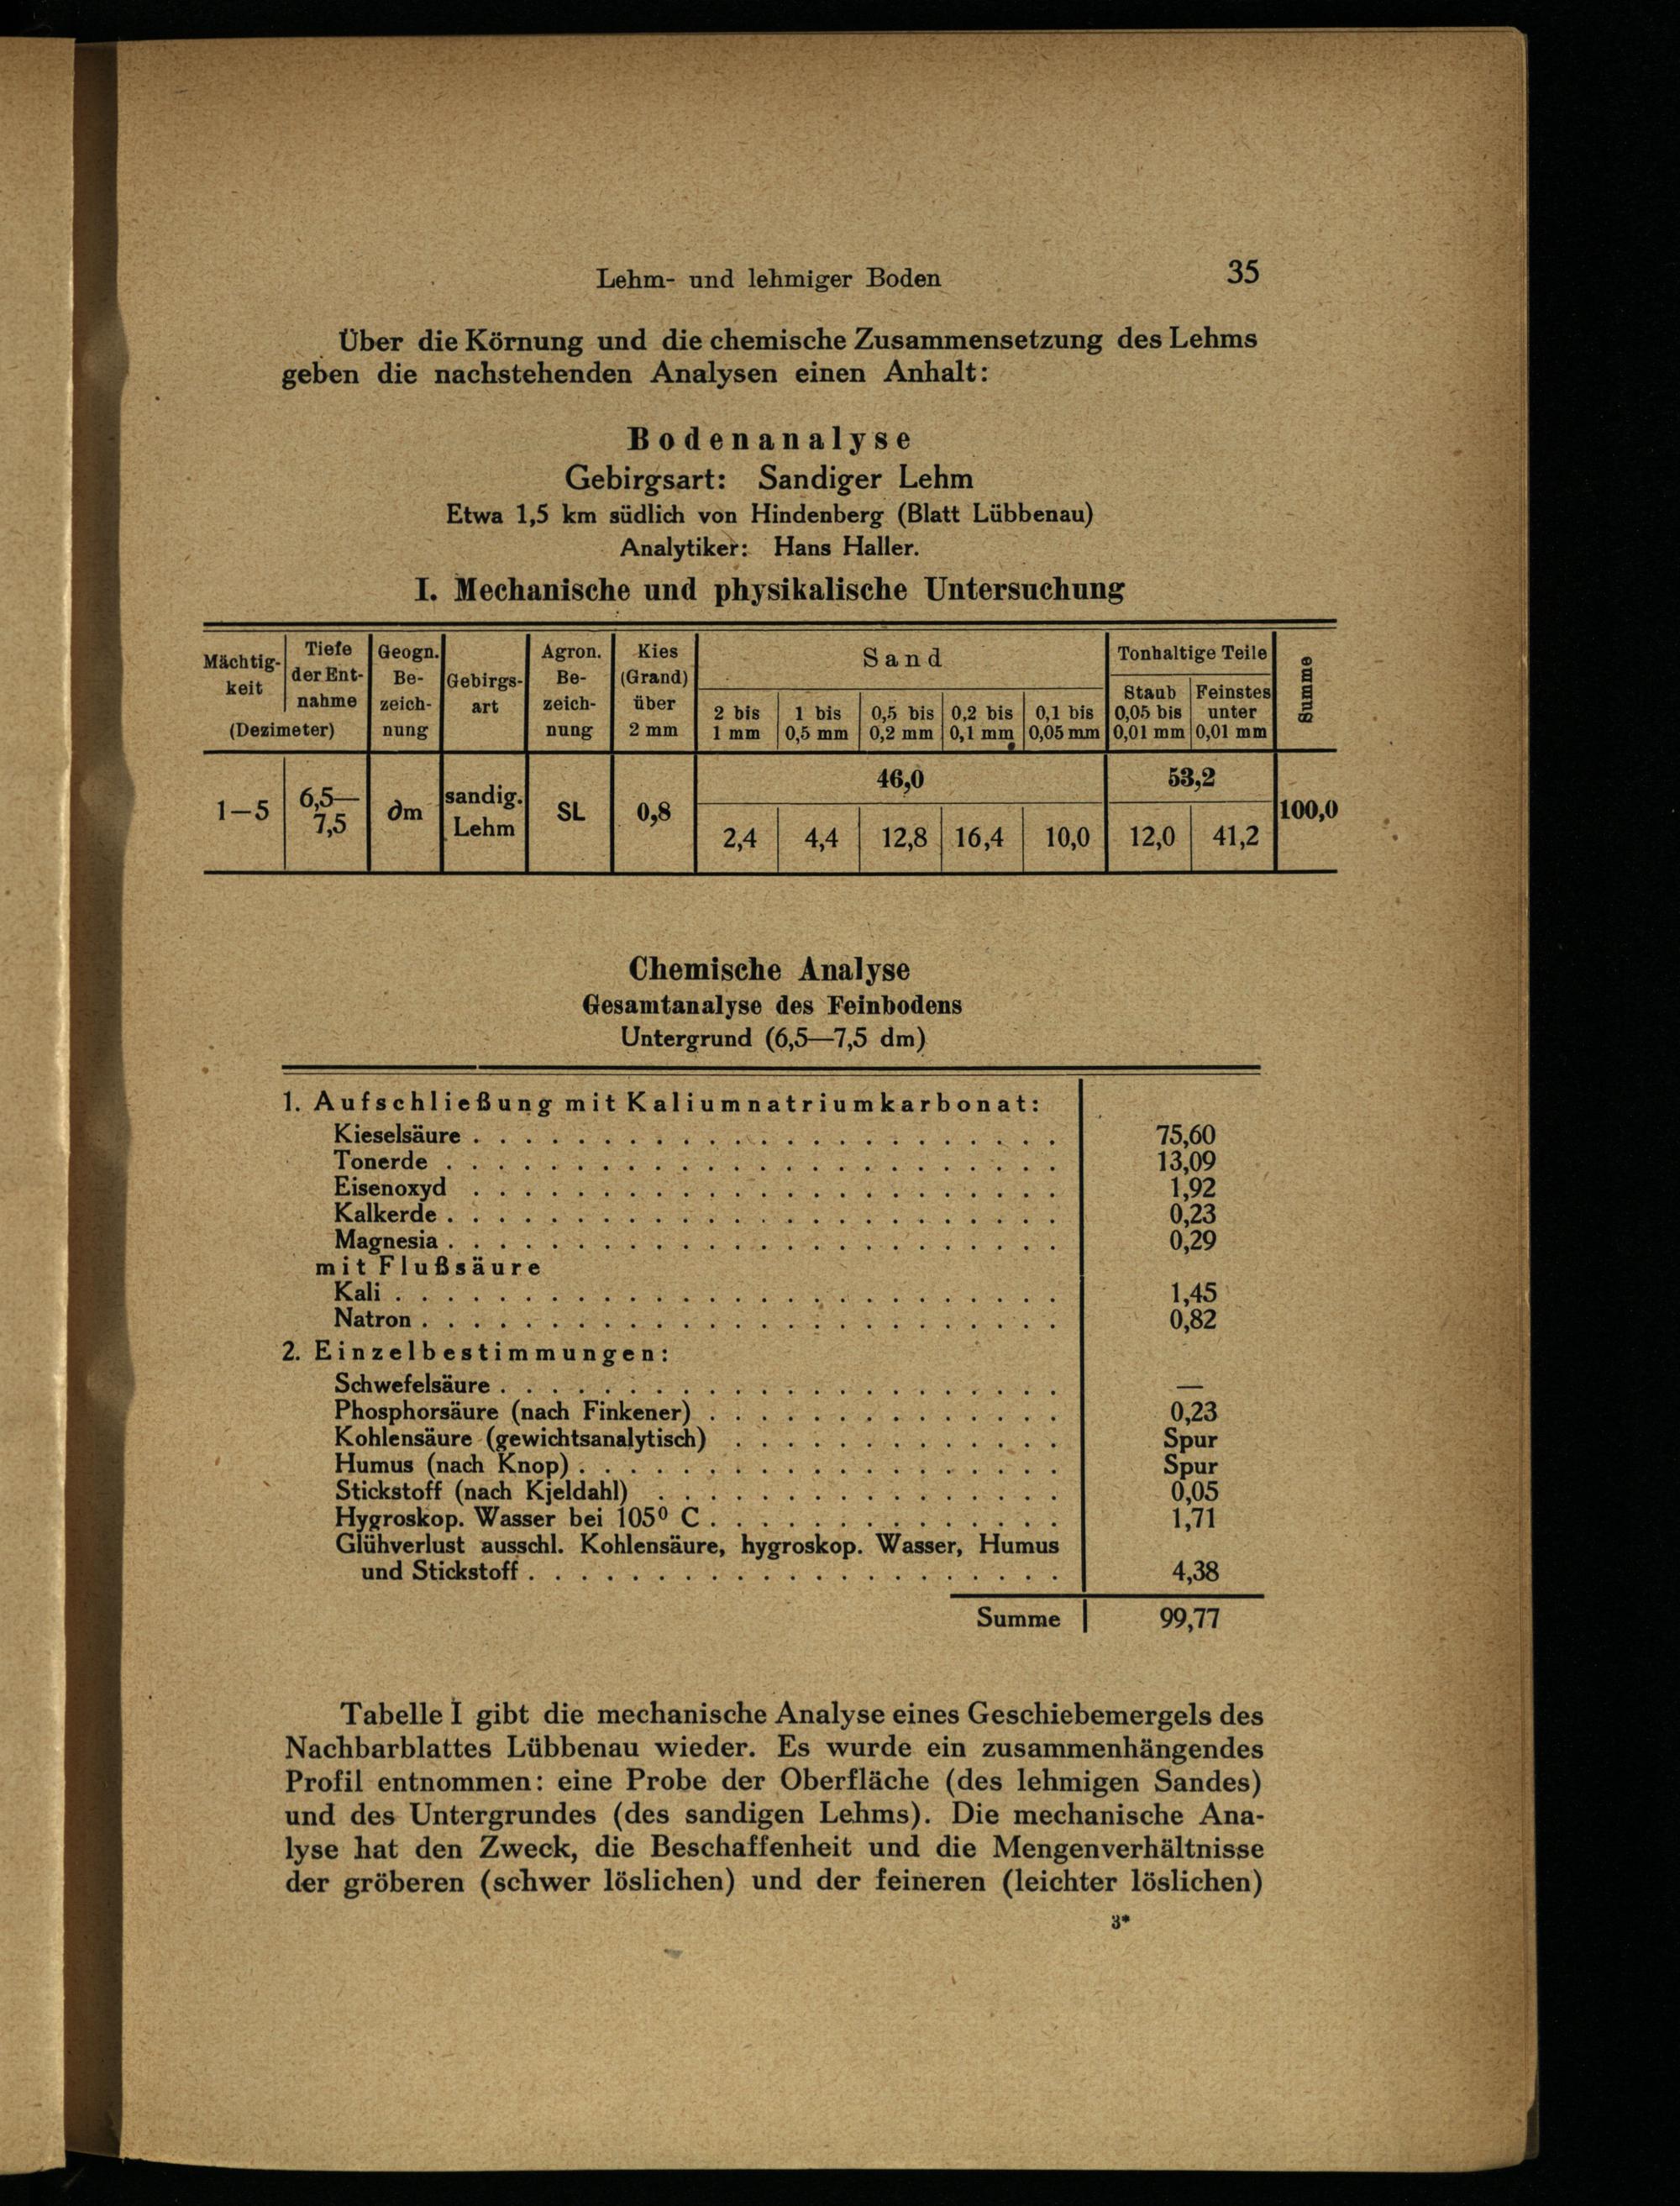 Lehm- und lehmiger Boden 35
Über die Körnung und die chemische Zusammensetzung des Lehms
geben die nachstehenden Analysen einen Anhalt:
Bodenanalyse
Gebirgsart: Sandiger Lehm
Etwa 1,5 km südlich von Hindenberg (Blatt Lübbenau)
Analytiker: Hans Haller.
I. Mechanische und physikalische Untersuchung
Mächtig-
keit
Tiefe
der Ent-
nahme
(Dezimeter)
Geogn.
Be-
zeich-
nung
Gebirgs-
art
Agron.
Be-
zeich-
nung
Kies
(Grand)
über
2 mm
Sand
2 bis
1 mm
1 bis
0,5 mm
0,5 bis
0,2 mm
0,2 bis
0,1 mm
0,1 bis
0,05 mm
Tonhaltige Teile
Staub
0,05 bis
0,01 mm
Feinstes
unter
0,01 mm
Summe
1—5
6,5—
7,5
∂m
sandig.
Lehm
SL
0,8
46,0
2,4 4,4 12,8 16,4 10,0
53,2
12,0 41,2
100,0
Chemische Analyse
Gesamtanalyse des Feinbodens
Untergrund (6,5—7,5 dm)
1. Aufschließung mit Kaliumnatriumkarbonat:
Kieselsäure . . . . . . . . . . . . . . . . . . . . . . . 75,60
Tonerde . . . . . . . . . . . . . . . . . . . . . . . . 13,09
Eisenoxyd . . . . . . . . . . . . . . . . . . . . . . . 1,92
Kalkerde . . . . . . . . . . . . . . . . . . . . . . . . 0,23
Magnesia . . . . . . . . . . . . . . . . . . . . . . . . 0,29
mit Flußsäure
Kali . . . . . . . . . . . . . . . . . . . . . . . . . . 1,45
Natron . . . . . . . . . . . . . . . . . . . . . . . . . 0,82
2. Einzelbestimmungen:
Schwefelsäure . . . . . . . . . . . . . . . . . . . . . . —
Phosphorsäure (nach Finkener) . . . . . . . . . . . . . . 0,23
Kohlensäure (gewichtsanalytisch) . . . . . . . . . . . . . Spur
Humus (nach Knop) . . . . . . . . . . . . . . . . . . . Spur
Stickstoff (nach Kjeldahl) . . . . . . . . . . . . . . . . 0,05
Hygroskop. Wasser bei 105⁰ C . . . . . . . . . . . . . . 1,71
Glühverlust ausschl. Kohlensäure, hygroskop. Wasser, Humus
und Stickstoff . . . . . . . . . . . . . . . . . . . . . 4,38
Summe 99,77
Tabelle I gibt die mechanische Analyse eines Geschiebemergels des
Nachbarblattes Lübbenau wieder. Es wurde ein zusammenhängendes
Profil entnommen: eine Probe der Oberfläche (des lehmigen Sandes)
und des Untergrundes (des sandigen Lehms). Die mechanische Ana-
lyse hat den Zweck, die Beschaffenheit und die Mengenverhältnisse
der gröberen (schwer löslichen) und der feineren (leichter löslichen)
3*